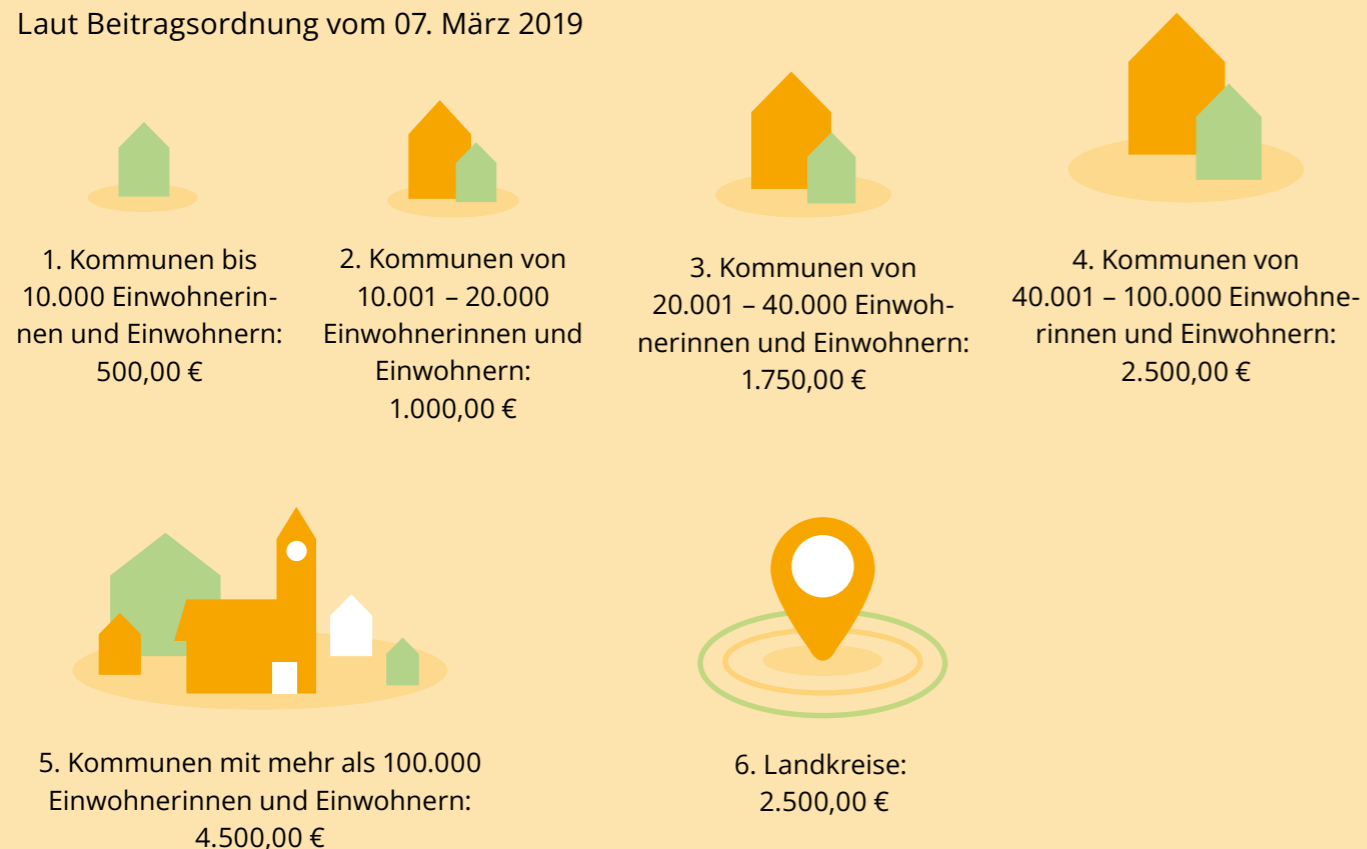 Laut Beitragsordnung vom 07. März 2019
1. Kommunen bis
10.000 Einwohnerin-
nen und Einwohnern:
500,00 €
2. Kommunen von
10.001 – 20.000
Einwohnerinnen und
Einwohnern:
1.000,00 €
3. Kommunen von
20.001 – 40.000 Einwoh-
nerinnen und Einwohnern:
1.750,00 €
4. Kommunen von
40.001 – 100.000 Einwohne-
rinnen und Einwohnern:
2.500,00 €
5. Kommunen mit mehr als 100.000
Einwohnerinnen und Einwohnern:
4.500,00 €
6. Landkreise:
2.500,00 €